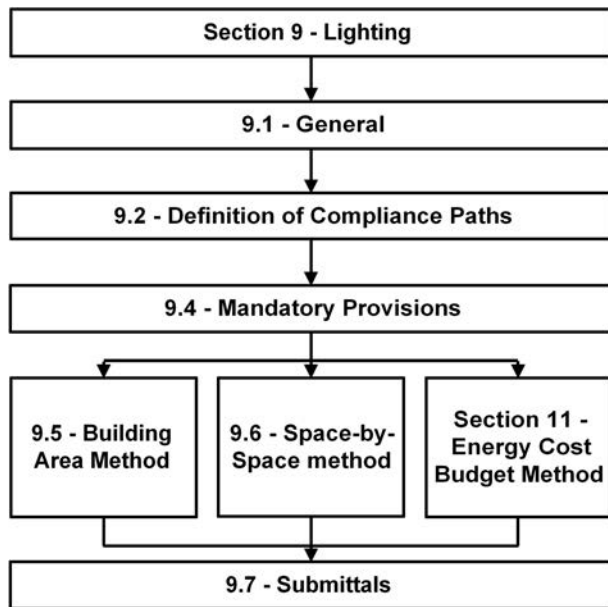 Section 9 - Lighting
9.1 - General
9.2 - Definition of Compliance Paths
9.4 - Mandatory Provisions
9.5 - Building
Area Method
9.6 - Space-by-
Space method
Section 11 -
Energy Cost
Budget Method
9.7 - Submittals